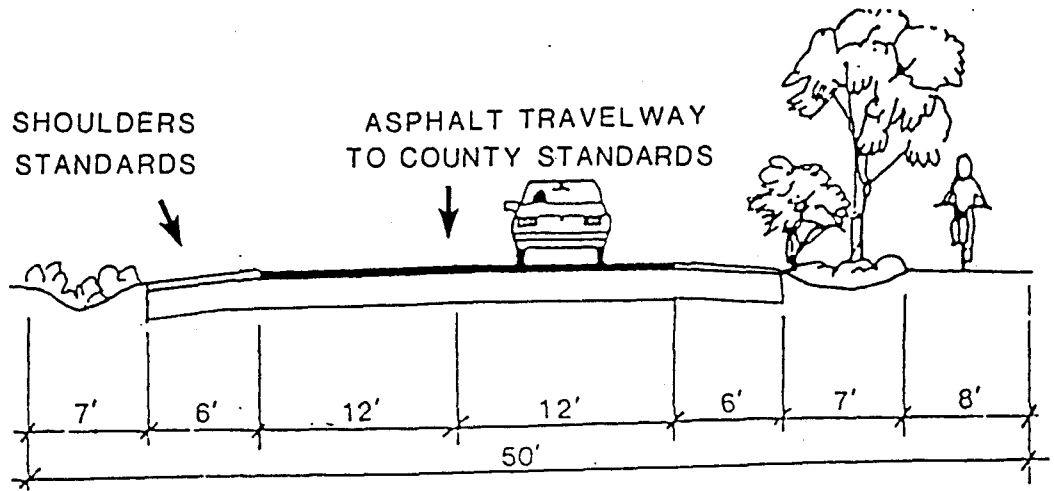 SHOULDERS
STANDARDS
ASPHALT TRAVELWAY
TO COUNTY STANDARDS
7' 6' 12' 12' 6' 7' 8'
50'